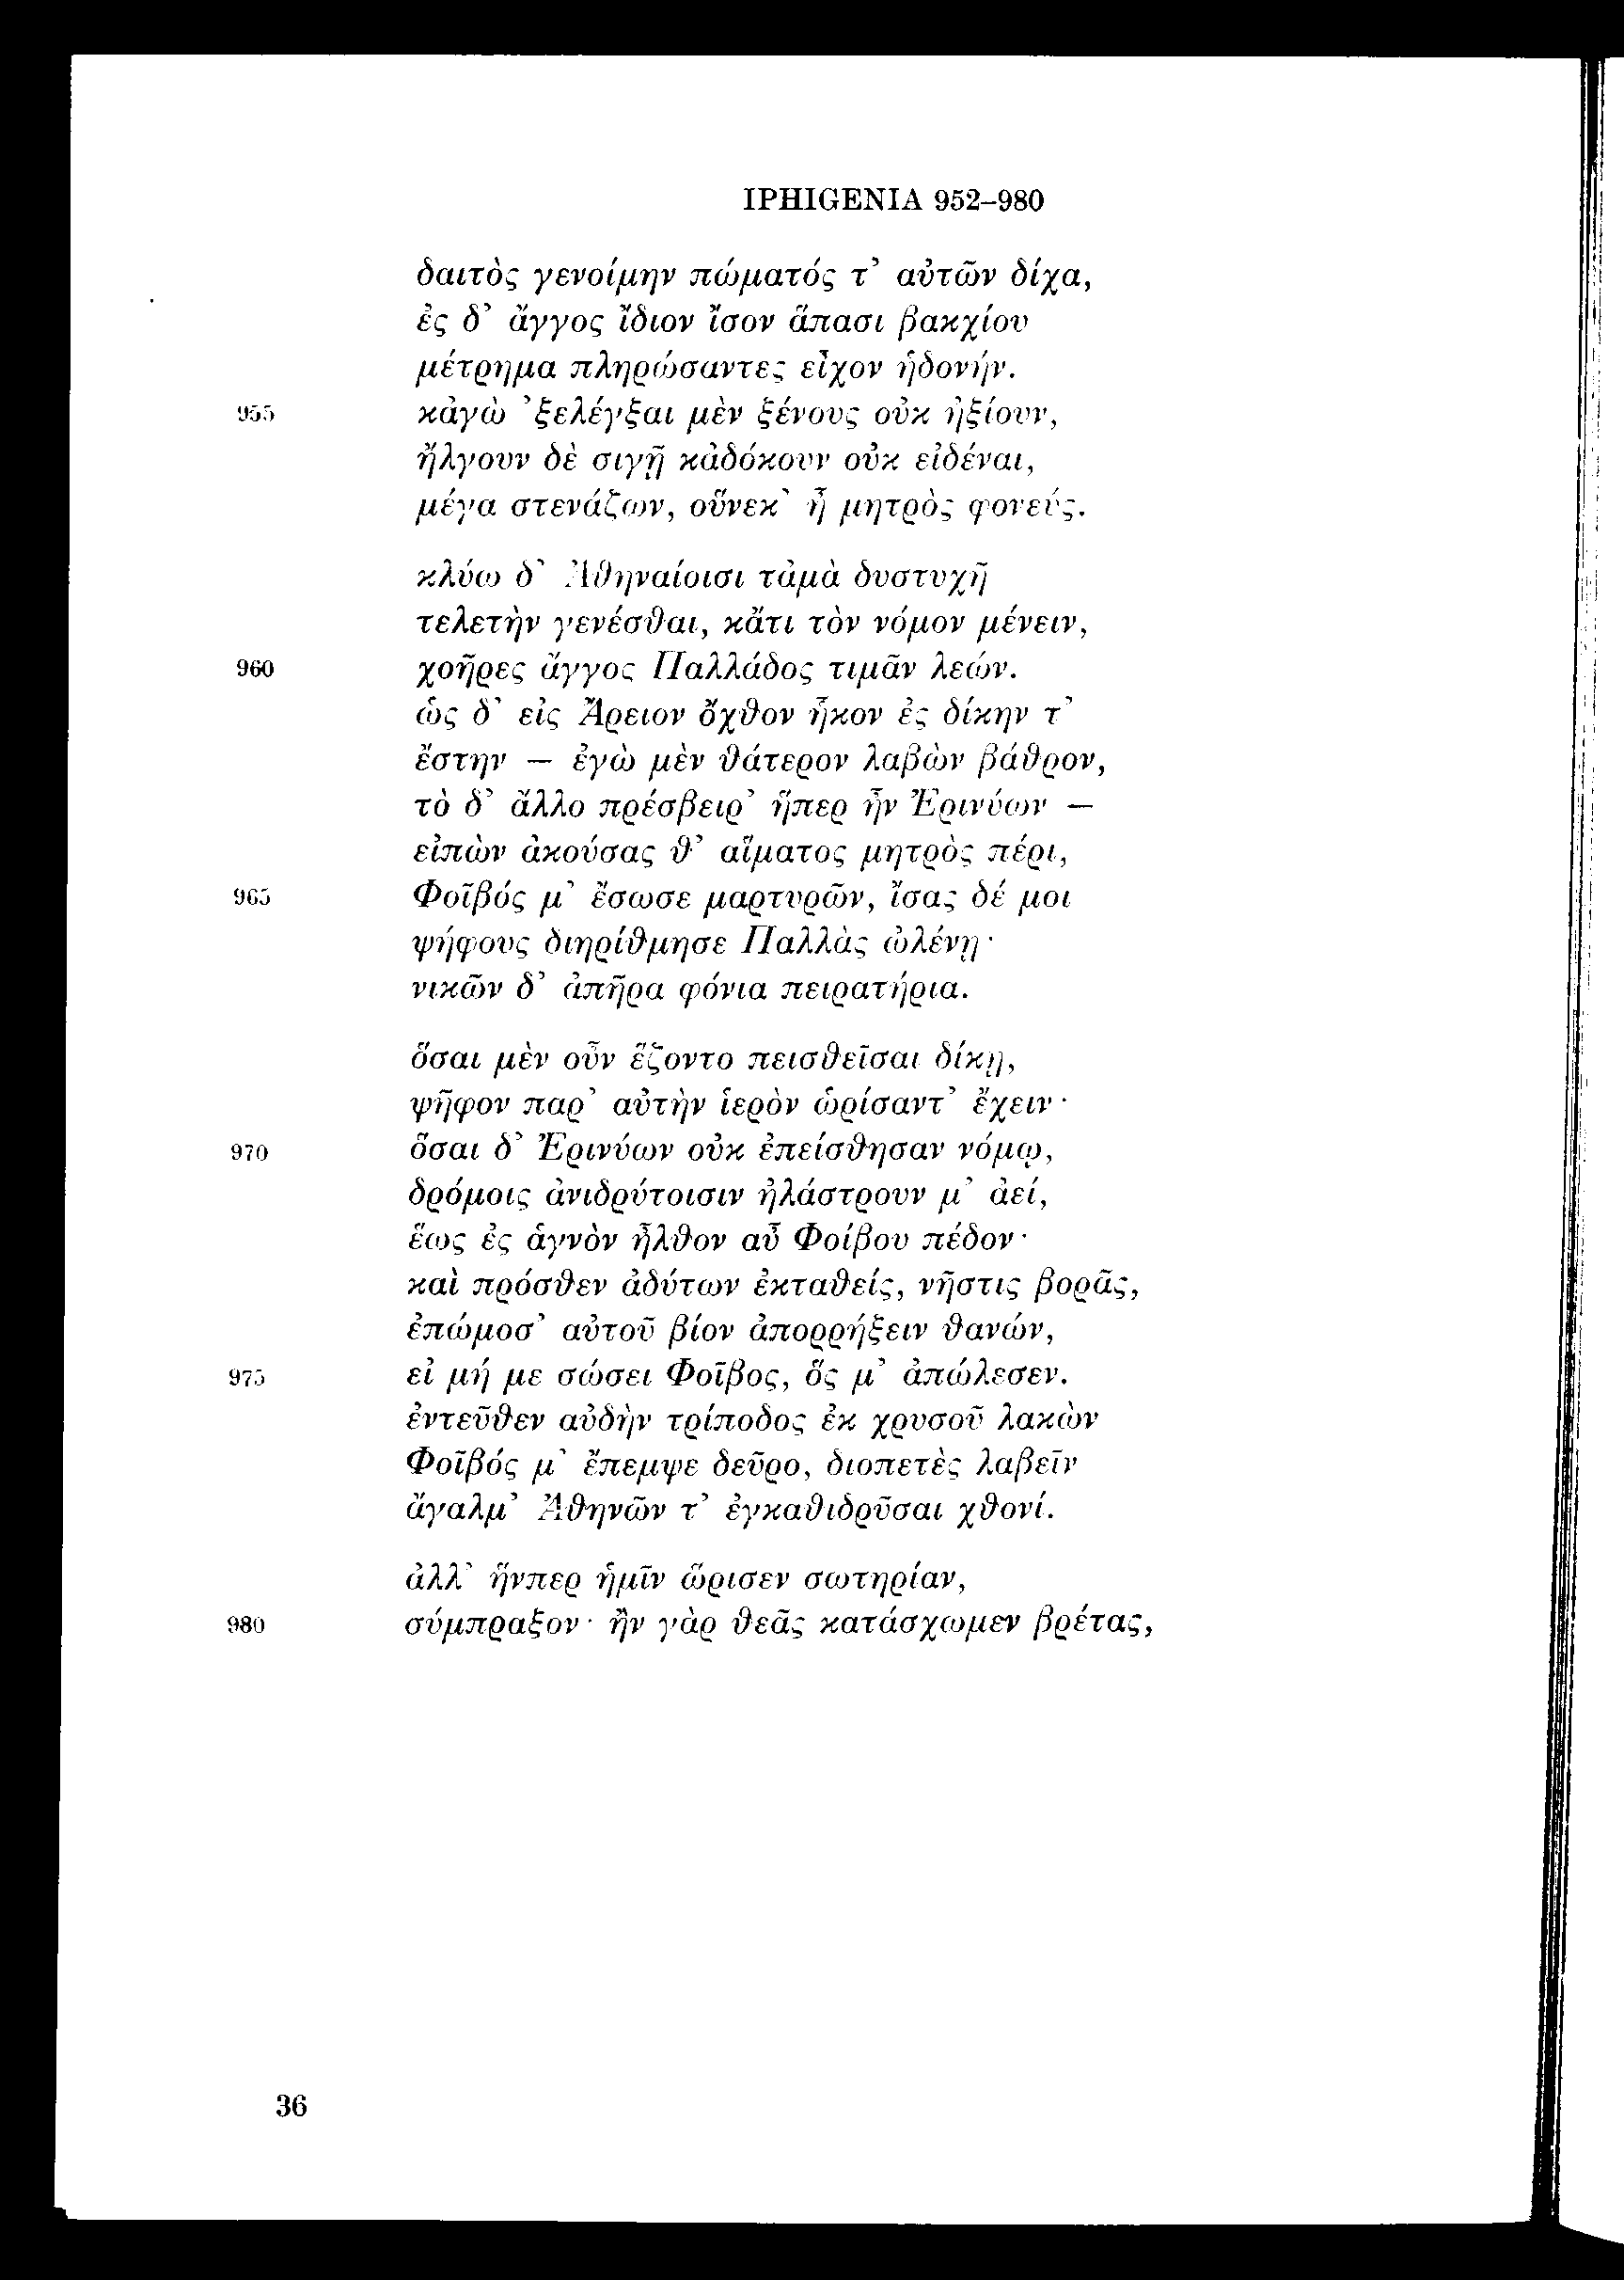 IPHIGENIA 952–980
δαιτὸς γενοίμην πώματός τ’ αὐτῶν δίχα,
ἐς δ’ ἄγγος ἴδιον ἴσον ἅπασι βακχίου
μέτρημα πληρώσαντες εἶχον ἡδονήν.
955 κἀγὼ ’ξελέγξαι μὲν ξένους οὐκ ἠξίουν,
ἤλγουν δὲ σιγῇ κἀδόκουν οὐκ εἰδέναι,
μέγα στενάζων, οὕνεκ’ ἦ μητρὸς φονεύς.
κλύω δ’ Ἀθηναίοισι τἀμὰ δυστυχῆ
τελετὴν γενέσθαι, κἄτι τὸν νόμον μένειν,
960 χοῆρες ἄγγος Παλλάδος τιμᾶν λεών.
ὡς δ’ εἰς Ἄρειον ὄχθον ἧκον ἐς δίκην τ’
ἔστην – ἐγὼ μὲν θάτερον λαβὼν βάθρον,
τὸ δ’ ἄλλο πρέσβειρ’ ἥπερ ἦν Ἐρινύων –
εἰπὼν ἀκούσας θ’ αἵματος μητρὸς πέρι,
965 Φοῖβός μ’ ἔσωσε μαρτυρῶν, ἴσας δέ μοι
ψήφους διηρίθμησε Παλλὰς ὠλένῃ·
νικῶν δ’ ἀπῆρα φόνια πειρατήρια.
ὅσαι μὲν οὖν ἕζοντο πεισθεῖσαι δίκῃ,
ψῆφον παρ’ αὐτὴν ἱερὸν ὡρίσαντ’ ἔχειν·
970 ὅσαι δ’ Ἐρινύων οὐκ ἐπείσθησαν νόμῳ,
δρόμοις ἀνιδρύτοισιν ἠλάστρουν μ’ ἀεί,
ἕως ἐς ἁγνὸν ἦλθον αὖ Φοίβου πέδον·
καὶ πρόσθεν ἀδύτων ἐκταθείς, νῆστις βορᾶς,
ἐπώμοσ’ αὐτοῦ βίον ἀπορρήξειν θανών,
975 εἰ μή με σώσει Φοῖβος, ὅς μ’ ἀπώλεσεν.
ἐντεῦθεν αὐδὴν τρίποδος ἐκ χρυσοῦ λακὼν
Φοῖβός μ’ ἔπεμψε δεῦρο, διοπετὲς λαβεῖν
ἄγαλμ’ Ἀθηνῶν τ’ ἐγκαθιδρῦσαι χθονί.
ἀλλ’ ἥνπερ ἡμῖν ὥρισεν σωτηρίαν,
980 σύμπραξον· ἢν γὰρ θεᾶς κατάσχωμεν βρέτας,
36